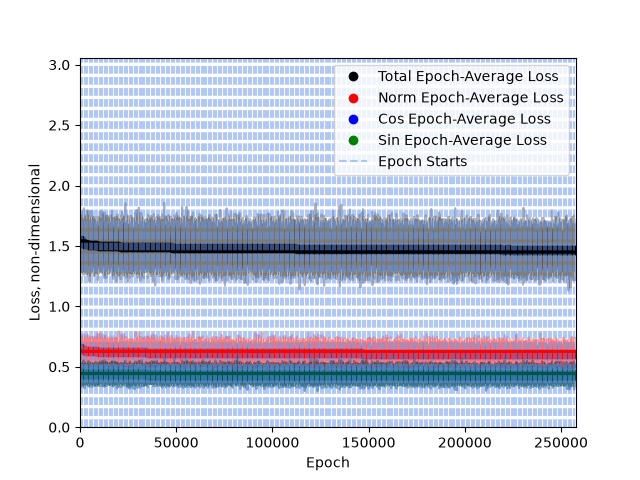 3.0
2.5
2.0
1.5
1.0
0.5
0.0
Loss, non-dimensional
Total Epoch-Average Loss
Norm Epoch-Average Loss
Cos Epoch-Average Loss
Sin Epoch-Average Loss
Epoch Starts
0 50000 100000 150000 200000 250000
Epoch